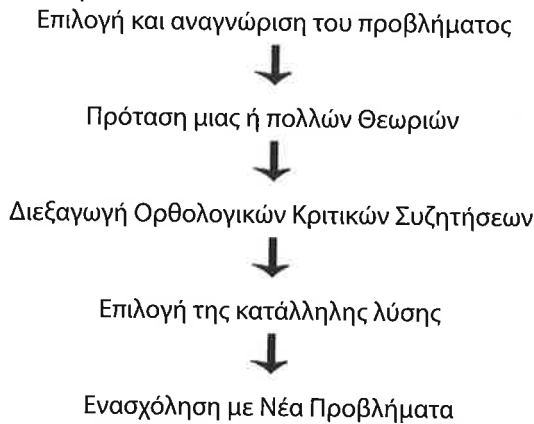 Επιλογή και αναγνώριση του προβλήματος
Πρόταση μιας ή πολλών Θεωριών
Διεξαγωγή Ορθολογικών Κριτικών Συζητήσεων
Επιλογή της κατάλληλης λύσης
Ενασχόληση με Νέα Προβλήματα